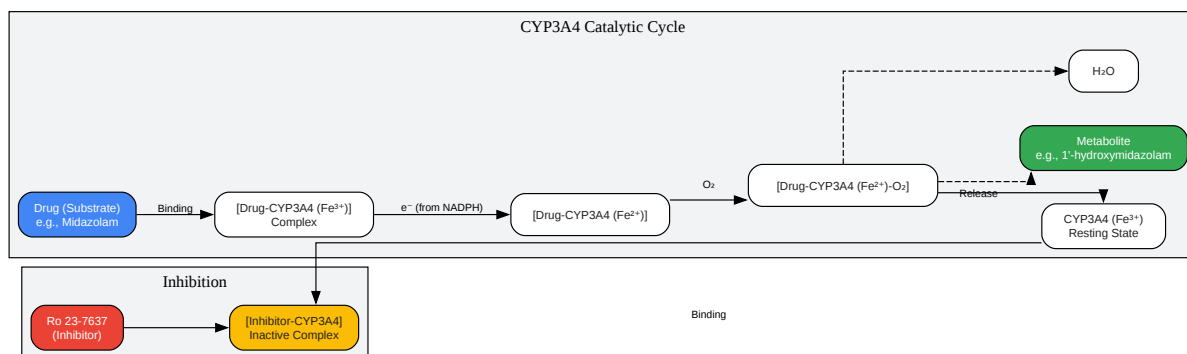 CYP3A4 Catalytic Cycle
H₂O
Metabolite
e.g., 1'-hydroxymidazolam
O₂
[Drug-CYP3A4 (Fe²⁺)-O₂]
Release
Drug (Substrate)
e.g., Midazolam
Binding
[Drug-CYP3A4 (Fe³⁺)]
Complex
e⁻ (from NADPH)
[Drug-CYP3A4 (Fe²⁺)]
CYP3A4 (Fe³⁺)
Resting State
Inhibition
Ro 23-7637
(Inhibitor)
[Inhibitor-CYP3A4]
Inactive Complex
Binding